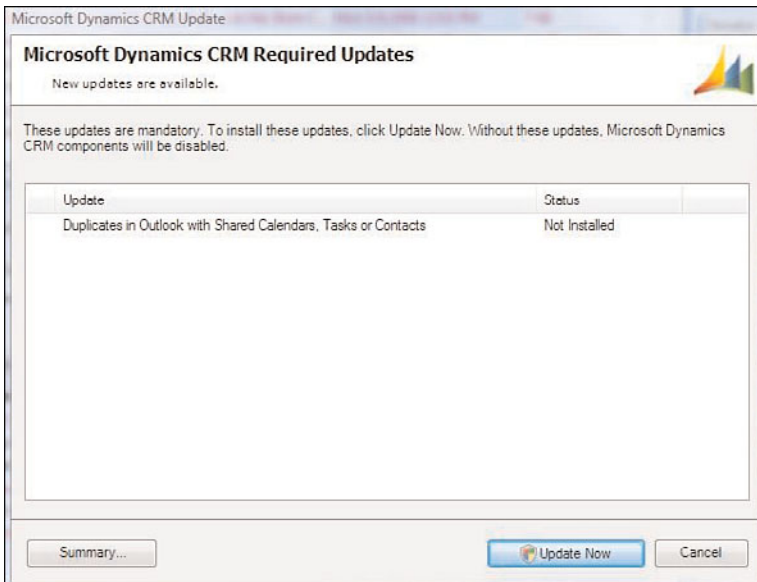 Microsoft Dynamics CRM Update
Microsoft Dynamics CRM Required Updates
New updates are available.
These updates are mandatory. To install these updates, click Update Now. Without these updates, Microsoft Dynamics
CRM components will be disabled.
Update Status
Duplicates in Outlook with Shared Calendars, Tasks or Contacts Not Installed
Summary... Update Now Cancel